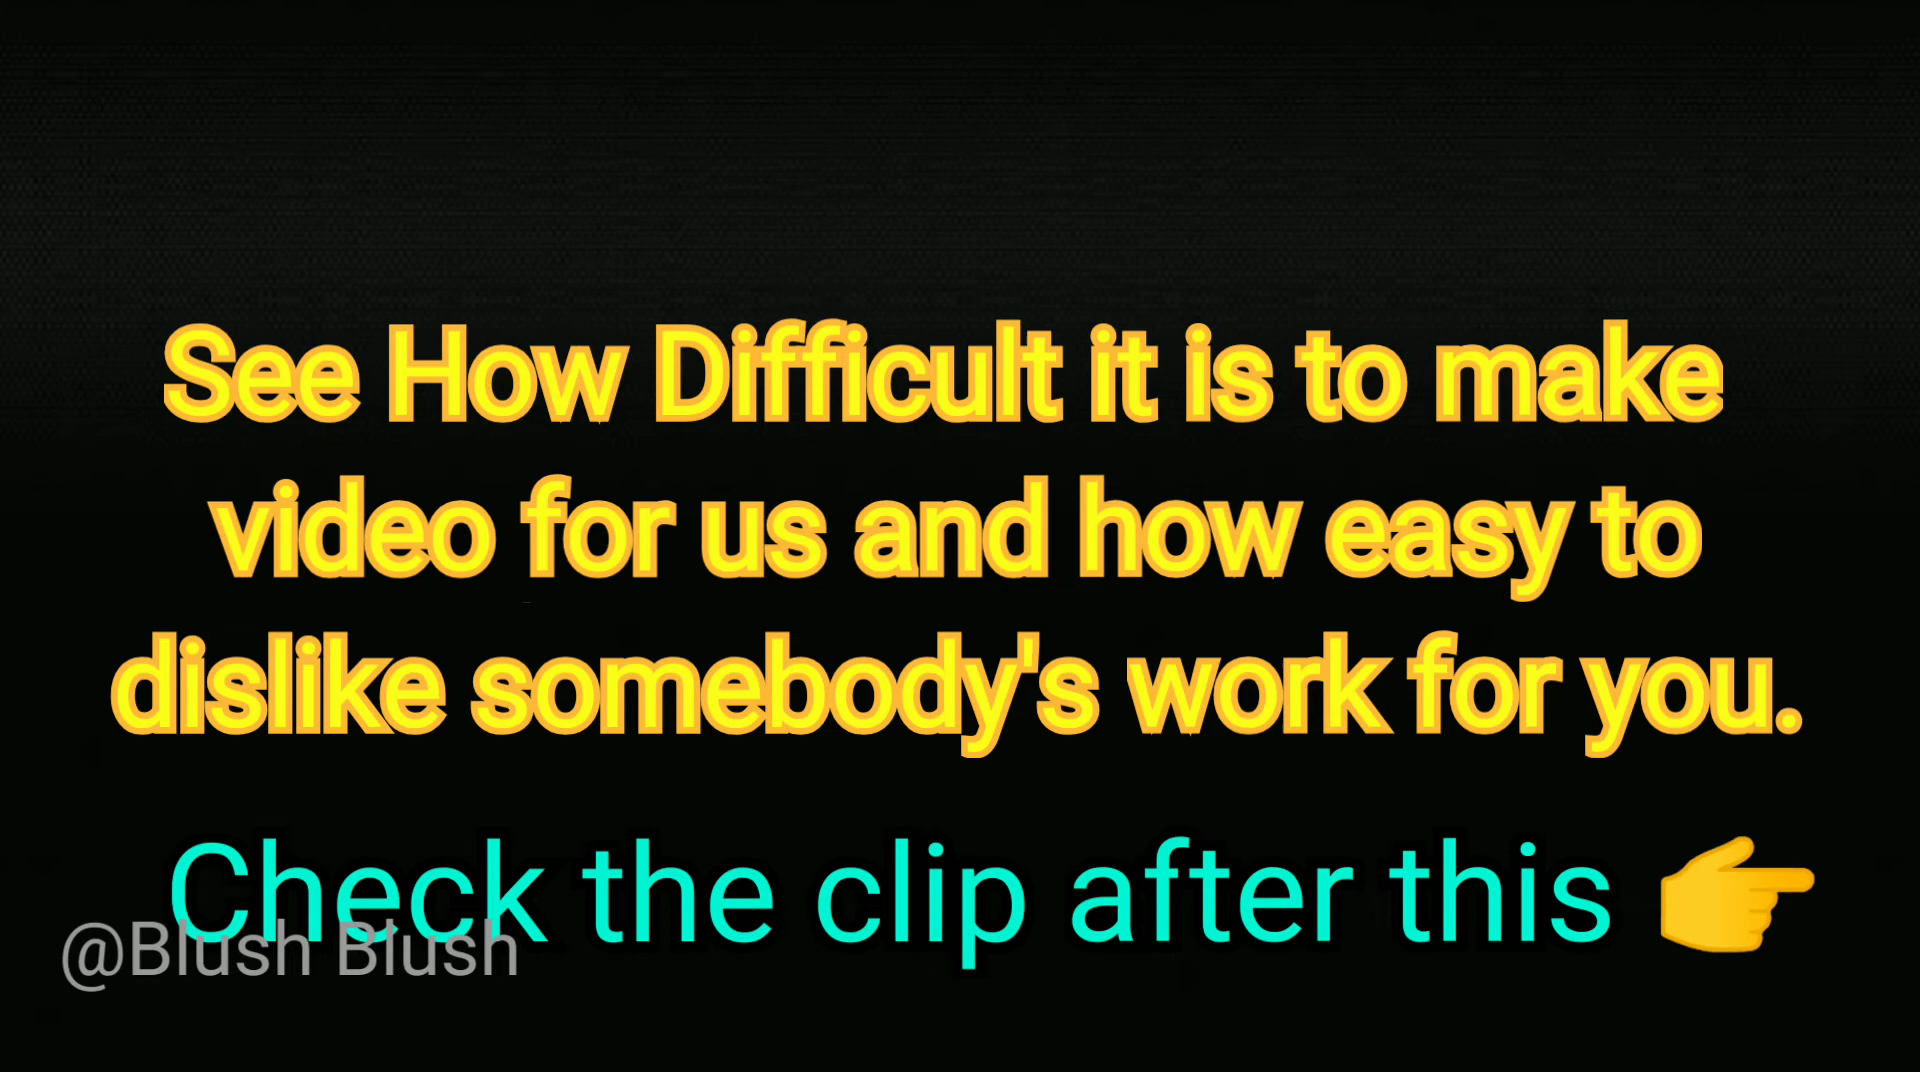 See How Difficult it is to make
video for us and how easy to
dislike somebody's work for you.
Check the clip after this 👉
@Blush Blush